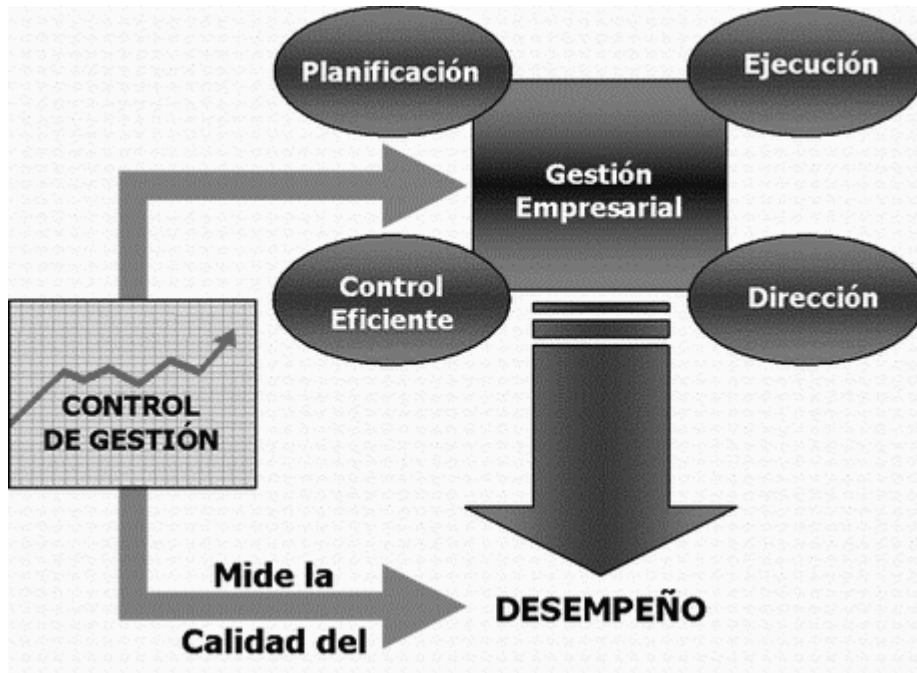 Planificación
Ejecución
Gestión
Empresarial
Control
Eficiente
Dirección
CONTROL
DE GESTIÓN
Mide la
Calidad del
DESEMPEÑO